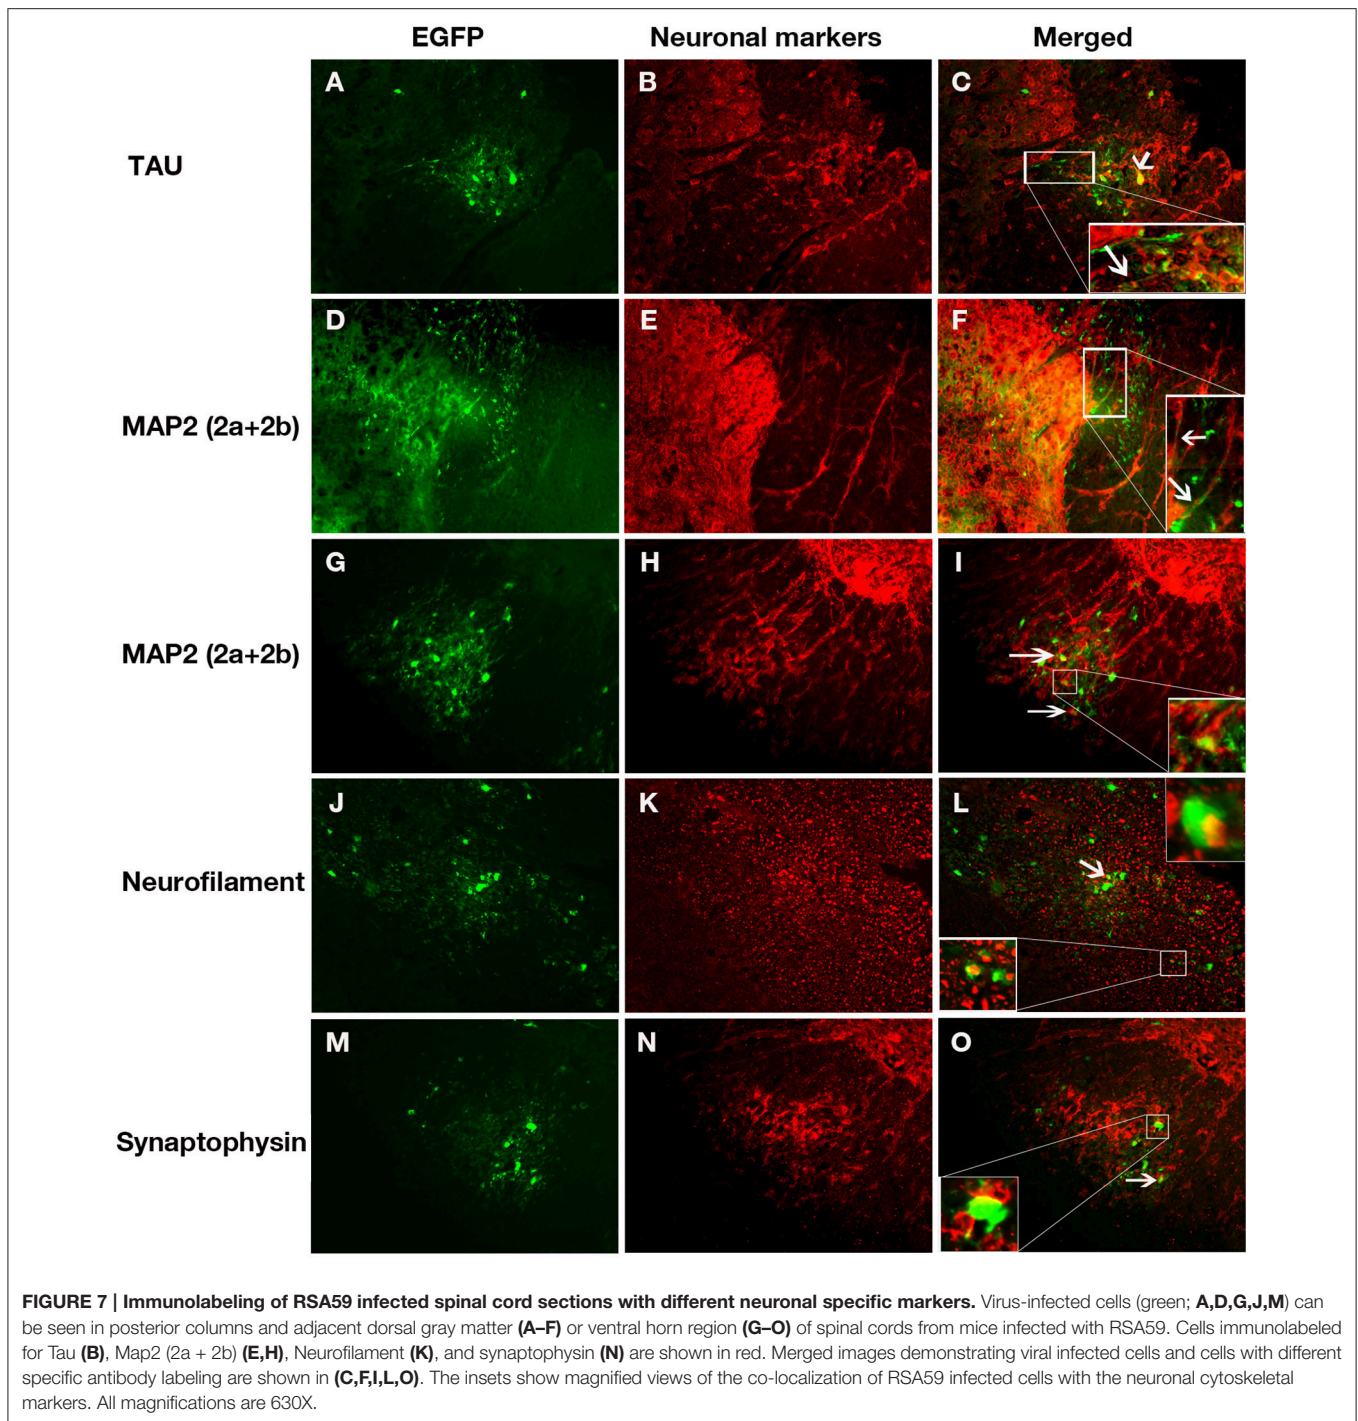 EGFP Neuronal markers Merged
A B C
TAU
D E F
MAP2 (2a+2b)
G H I
MAP2 (2a+2b)
J K L
Neurofilament
M N O
Synaptophysin
FIGURE 7 | Immunolabeling of RSA59 infected spinal cord sections with different neuronal specific markers. Virus-infected cells (green; A,D,G,J,M) can
be seen in posterior columns and adjacent dorsal gray matter (A–F) or ventral horn region (G–O) of spinal cords from mice infected with RSA59. Cells immunolabeled
for Tau (B), Map2 (2a + 2b) (E,H), Neurofilament (K), and synaptophysin (N) are shown in red. Merged images demonstrating viral infected cells and cells with different
specific antibody labeling are shown in (C,F,I,L,O). The insets show magnified views of the co-localization of RSA59 infected cells with the neuronal cytoskeletal
markers. All magnifications are 630X.